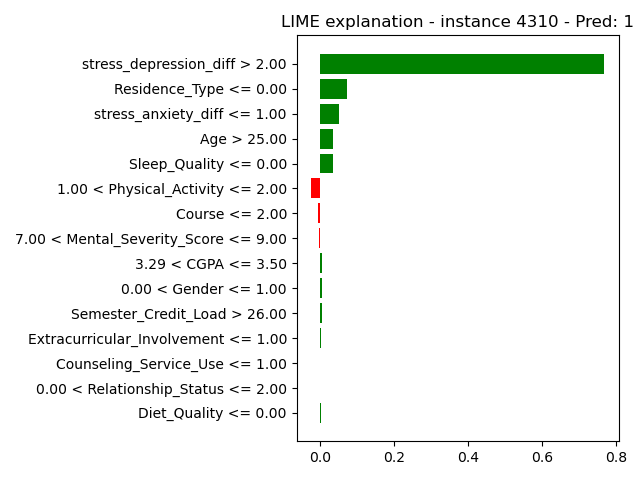 LIME explanation - instance 4310 - Pred: 1
stress_depression_diff > 2.00
Residence_Type <= 0.00
stress_anxiety_diff <= 1.00
Age > 25.00
Sleep_Quality <= 0.00
1.00 < Physical_Activity <= 2.00
Course <= 2.00
7.00 < Mental_Severity_Score <= 9.00
3.29 < CGPA <= 3.50
0.00 < Gender <= 1.00
Semester_Credit_Load > 26.00
Extracurricular_Involvement <= 1.00
Counseling_Service_Use <= 1.00
0.00 < Relationship_Status <= 2.00
Diet_Quality <= 0.00
0.0 0.2 0.4 0.6 0.8